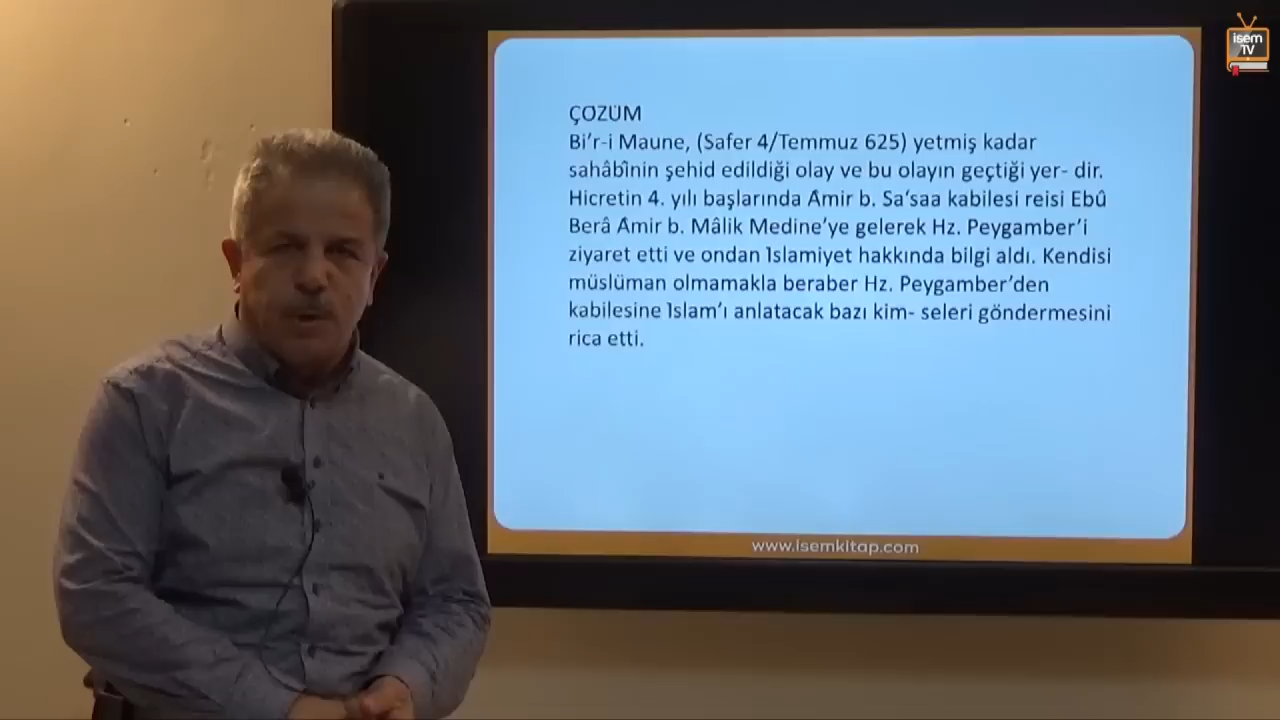 isem
TV
ÇÖZÜM
Bi’r-i Maune, (Safer 4/Temmuz 625) yetmiş kadar
sahâbînin şehid edildiği olay ve bu olayın geçtiği yer- dir.
Hicretin 4. yılı başlarında Âmir b. Sa‘saa kabilesi reisi Ebû
Berâ Âmir b. Mâlik Medine’ye gelerek Hz. Peygamber’i
ziyaret etti ve ondan İslamiyet hakkında bilgi aldı. Kendisi
müslüman olmamakla beraber Hz. Peygamber’den
kabilesine İslam’ı anlatacak bazı kim- seleri göndermesini
rica etti.
www.isemkitap.com